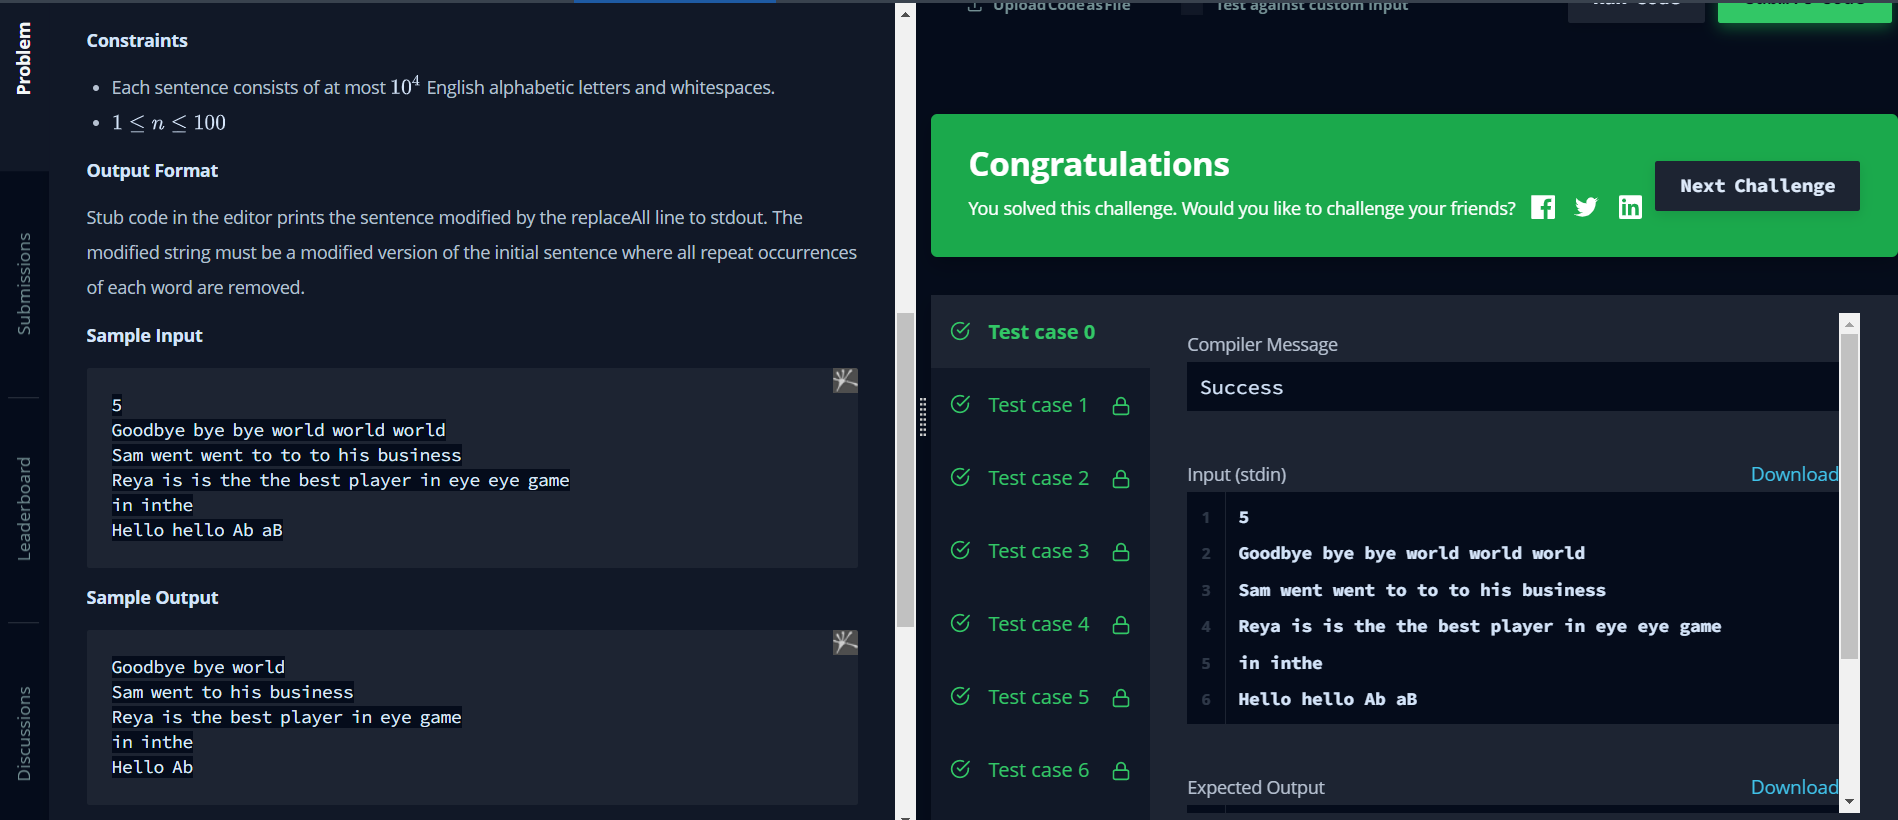 Problem
Submissions
Leaderboard
Discussions
Constraints
• Each sentence consists of at most 10⁴ English alphabetic letters and whitespaces.
• 1 ≤ n ≤ 100
Output Format
Stub code in the editor prints the sentence modified by the replaceAll line to stdout. The
modified string must be a modified version of the initial sentence where all repeat occurrences
of each word are removed.
Sample Input
5
Goodbye bye bye world world world
Sam went went to to to his business
Reya is is the the best player in eye eye game
in inthe
Hello hello Ab aB
Sample Output
Goodbye bye world
Sam went to his business
Reya is the best player in eye game
in inthe
Hello Ab
Upload Code as File
Test against custom input
Congratulations
You solved this challenge. Would you like to challenge your friends?
Next Challenge
Test case 0
Test case 1
Test case 2
Test case 3
Test case 4
Test case 5
Test case 6
Compiler Message
Success
Input (stdin)
Download
1 5
2 Goodbye bye bye world world world
3 Sam went went to to to his business
4 Reya is is the the best player in eye eye game
5 in inthe
6 Hello hello Ab aB
Expected Output
Download